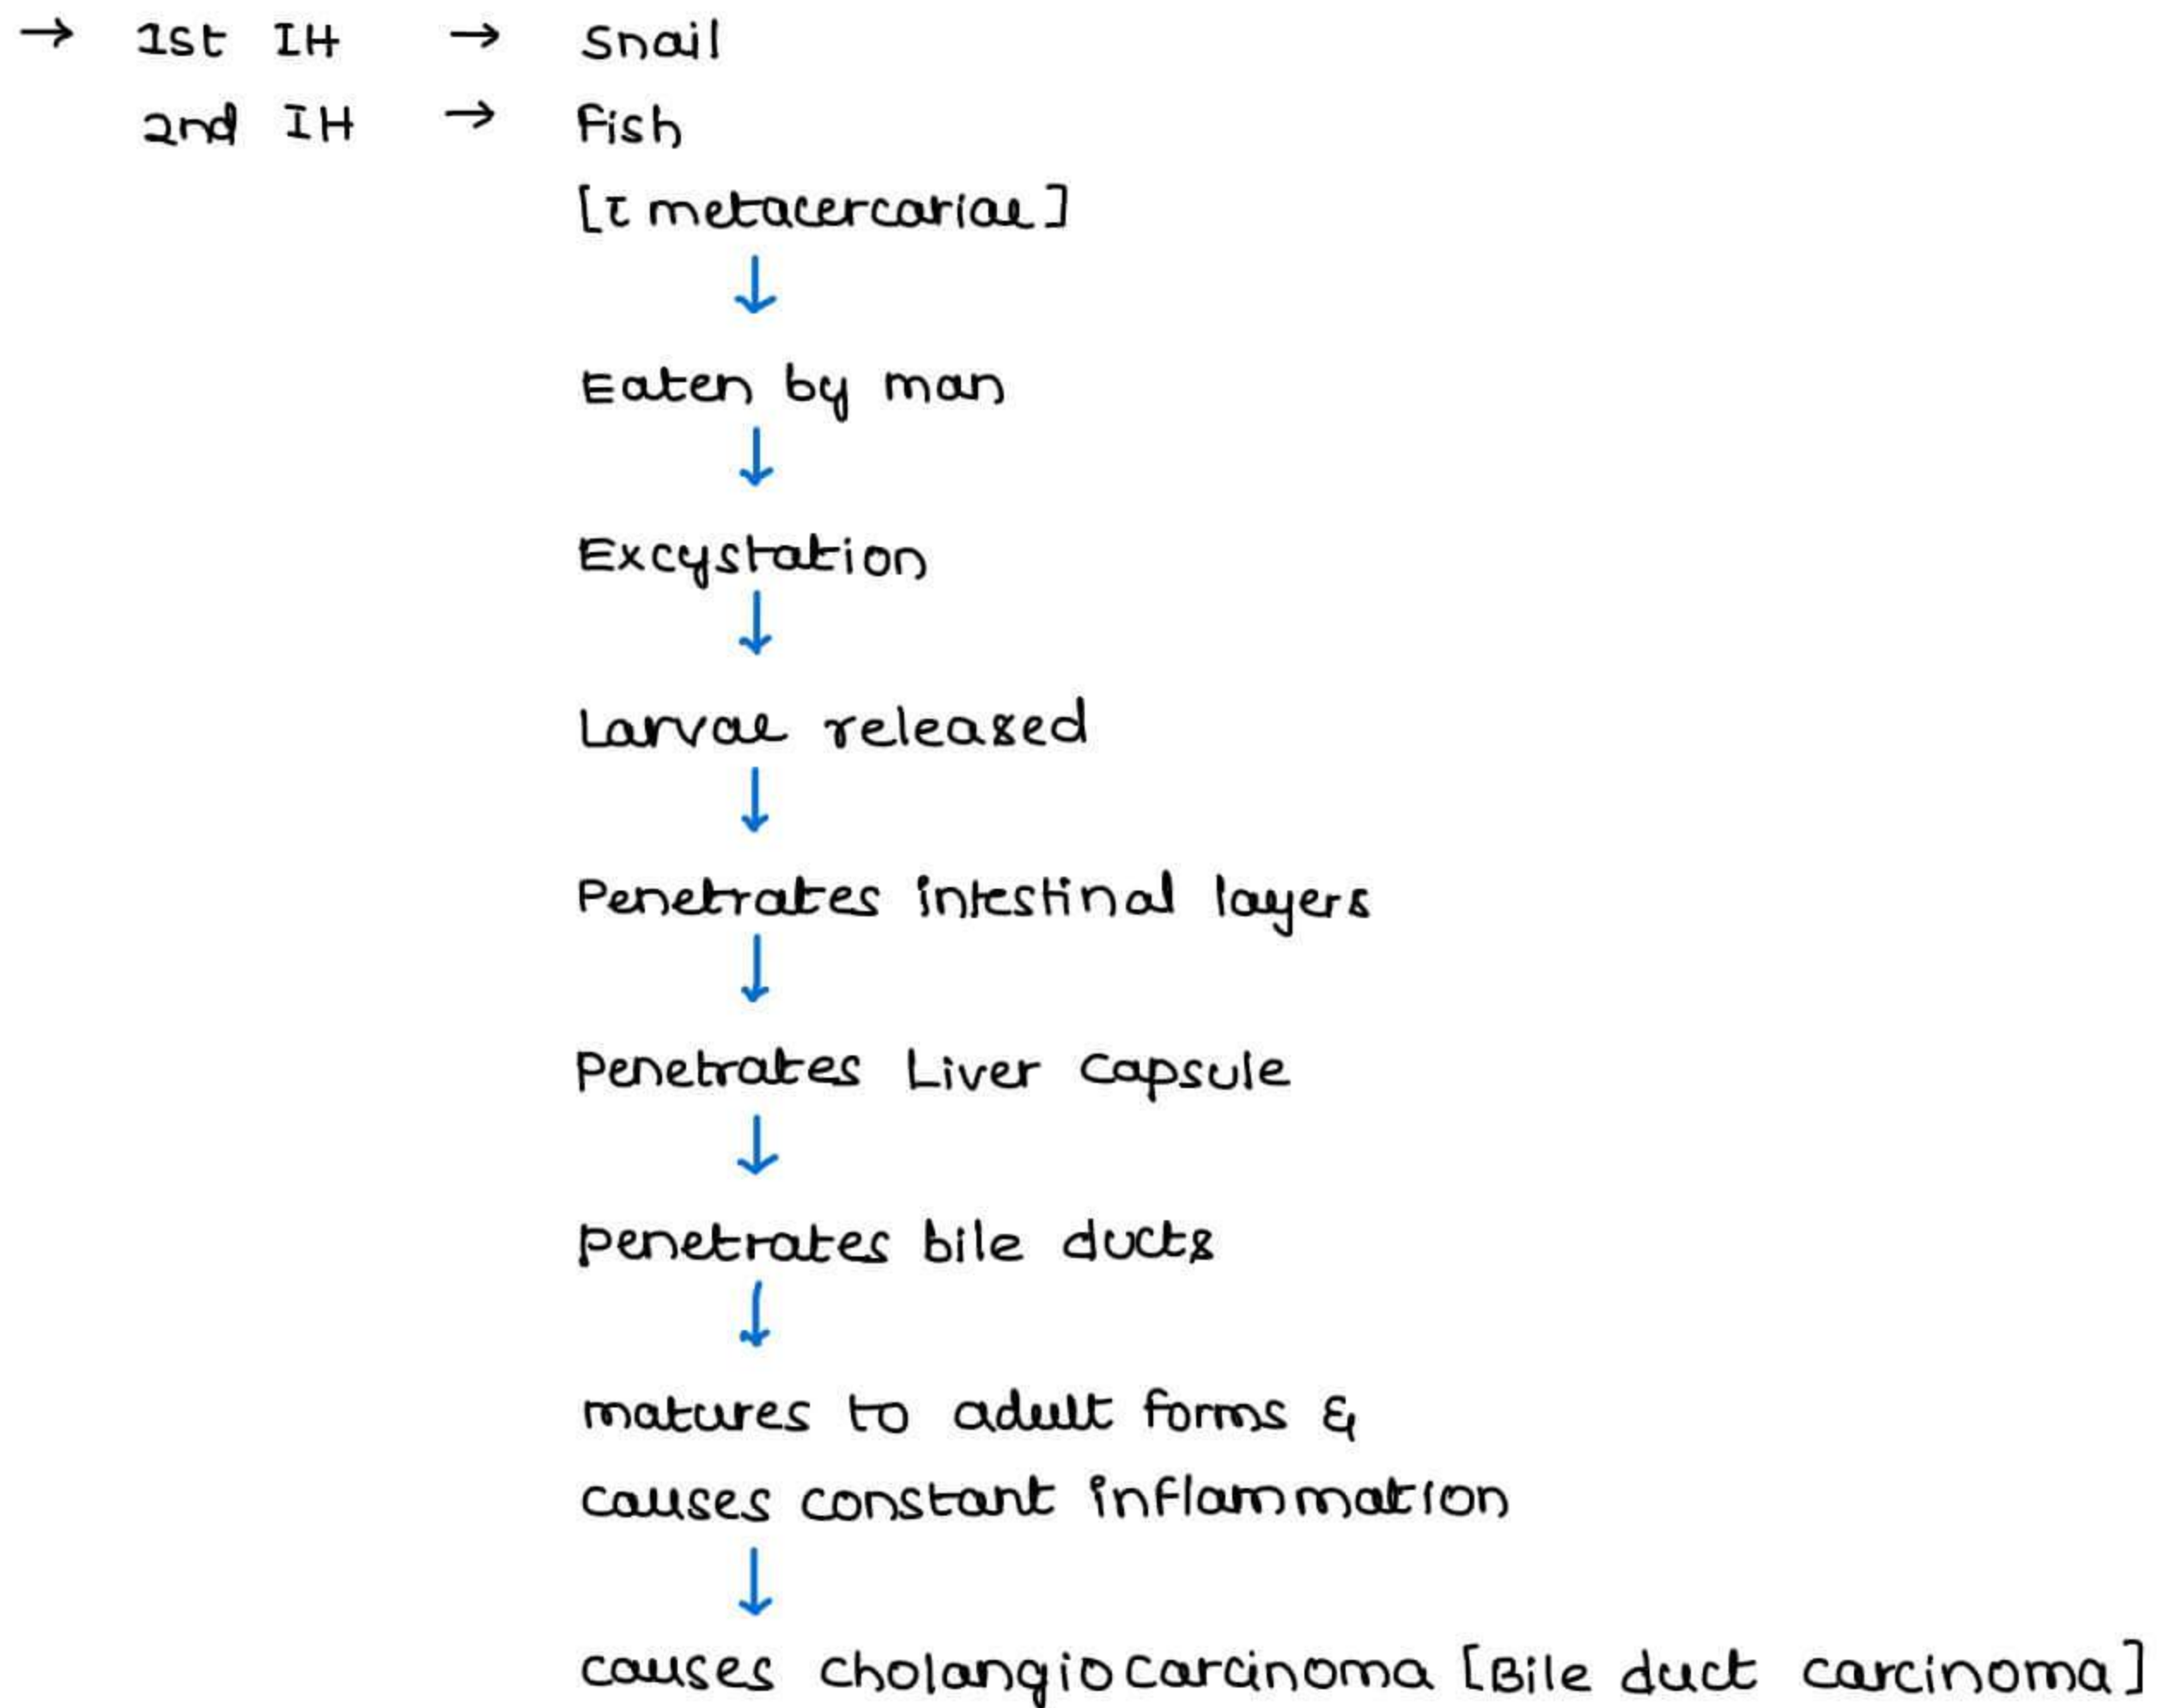 → 1st IH → Snail
2nd IH → Fish
[c̄ metacercariae]
↓
Eaten by man
↓
Excystation
↓
Larvae released
↓
Penetrates intestinal layers
↓
Penetrates Liver capsule
↓
Penetrates bile ducts
↓
matures to adult forms &
causes constant inflammation
↓
causes cholangiocarcinoma [Bile duct carcinoma]